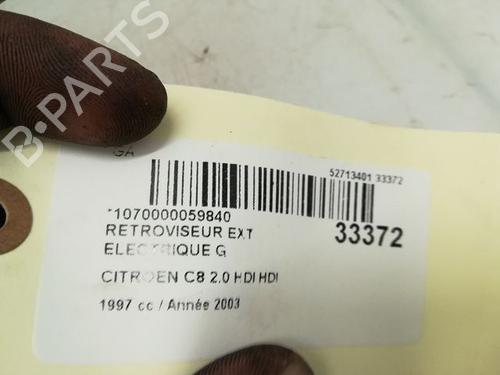 B-PARTS
GA
52713401 33372
*1070000059840
RETROVISEUR EXT
ELECTRIQUE G
33372
CITROEN C8 2.0 HDI HDI
1997 cc / Année 2003